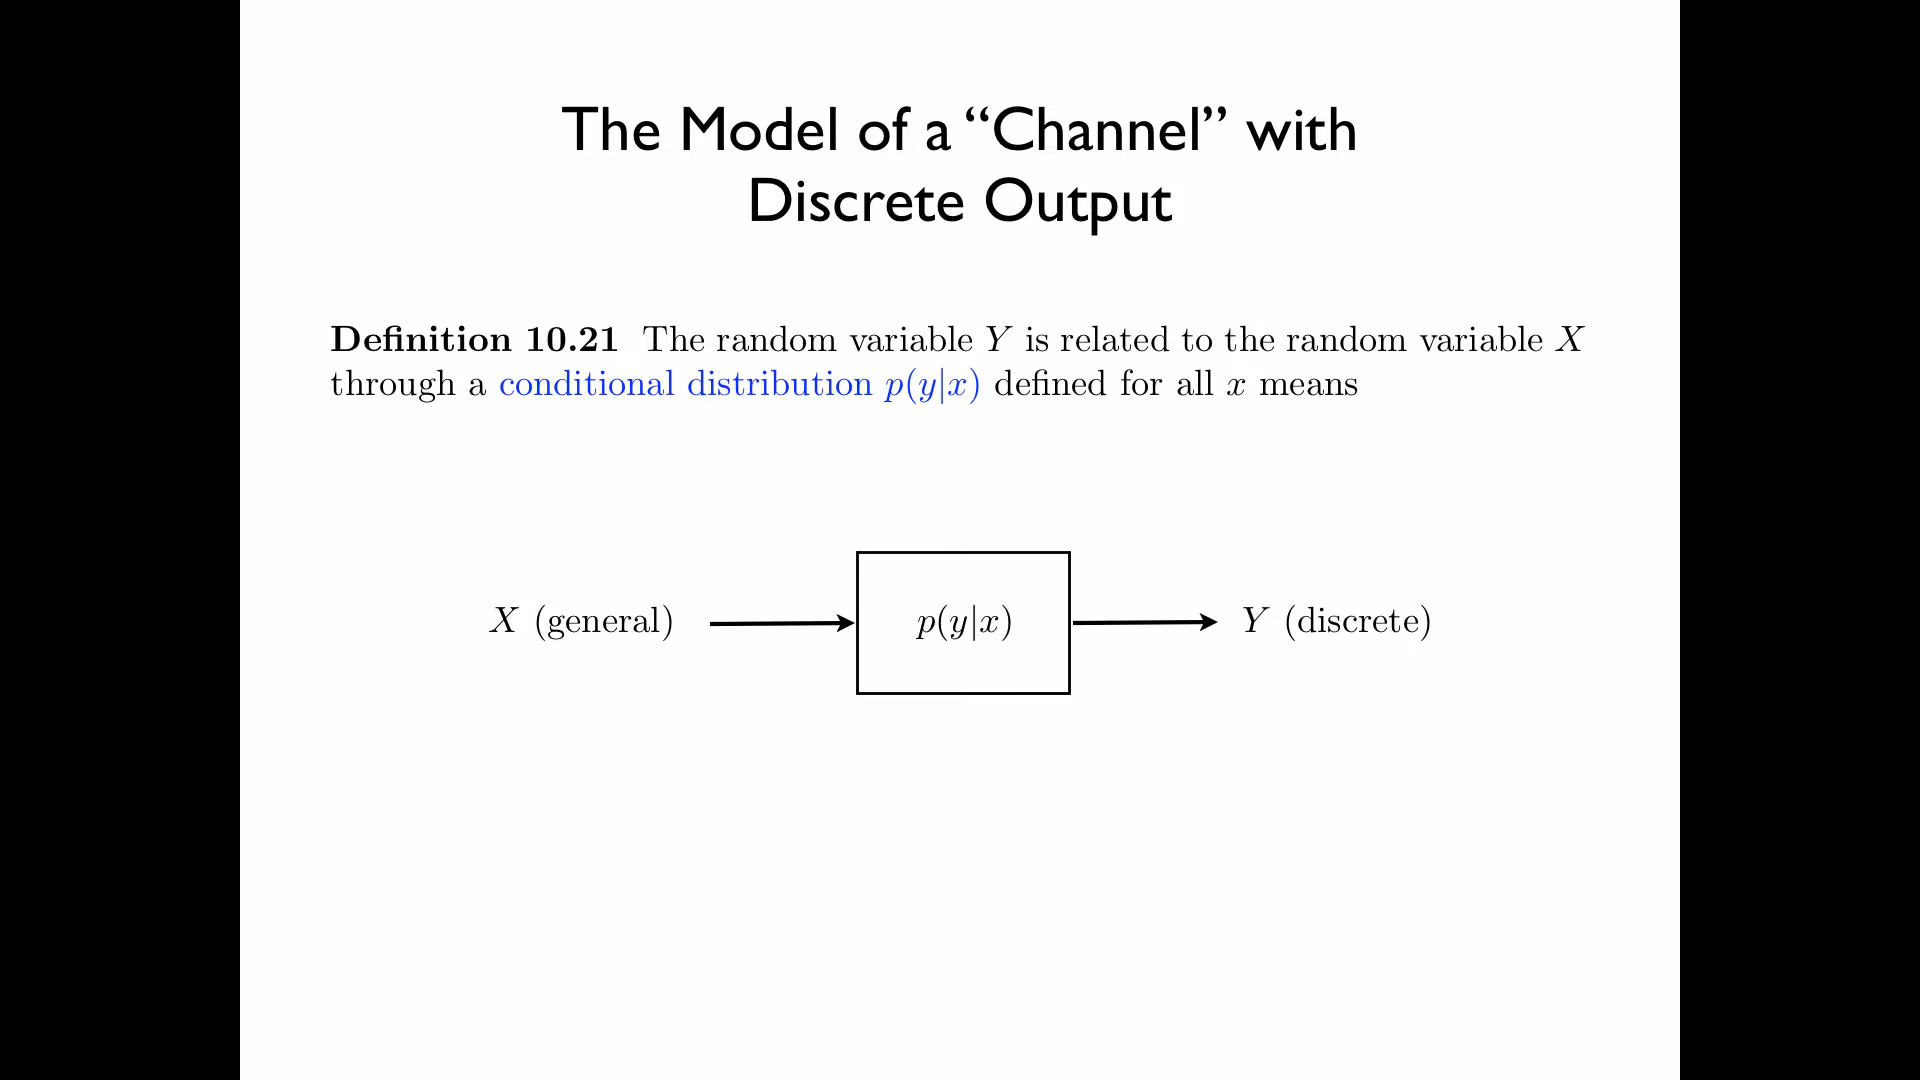 The Model of a “Channel” with
Discrete Output
Definition 10.21 The random variable Y is related to the random variable X
through a conditional distribution p(y|x) defined for all x means
X (general) p(y|x) Y (discrete)